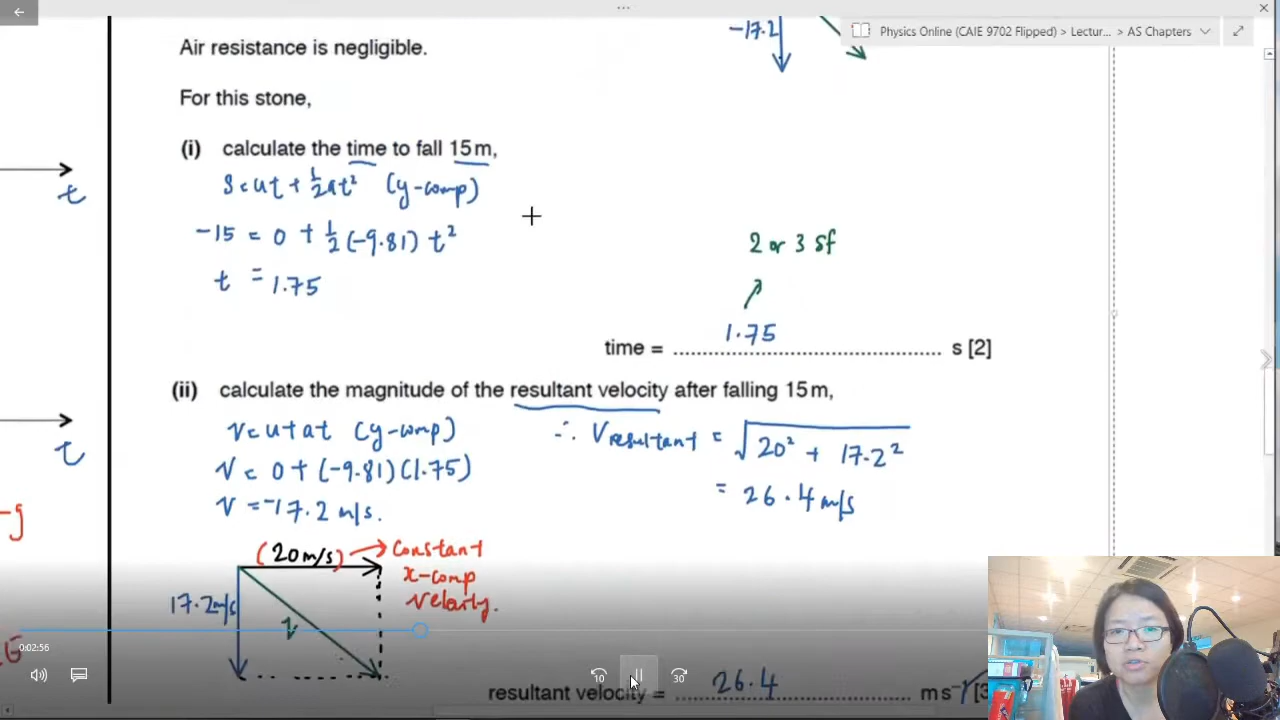 Physics Online (CAIE 9702 Flipped) > Lectur... > AS Chapters
-17.2
Air resistance is negligible.
For this stone,
(i) calculate the time to fall 15 m,
s = ut + ½at² (y-comp)
-15 = 0 + ½(-9.81) t²
t = 1.75
2 or 3 sf
1.75
time = ................................................ s [2]
(ii) calculate the magnitude of the resultant velocity after falling 15 m,
v = u + at (y-comp)
v = 0 + (-9.81)(1.75)
v = -17.2 m/s.
∴ Vresultant = √20² + 17.2²
= 26.4 m/s
(20 m/s) → constant
x-comp
velocity.
17.2 m/s
v
t
t
-g
0:02:56
10
30
resultant velocity = ................................................ m s⁻¹ [3
26.4